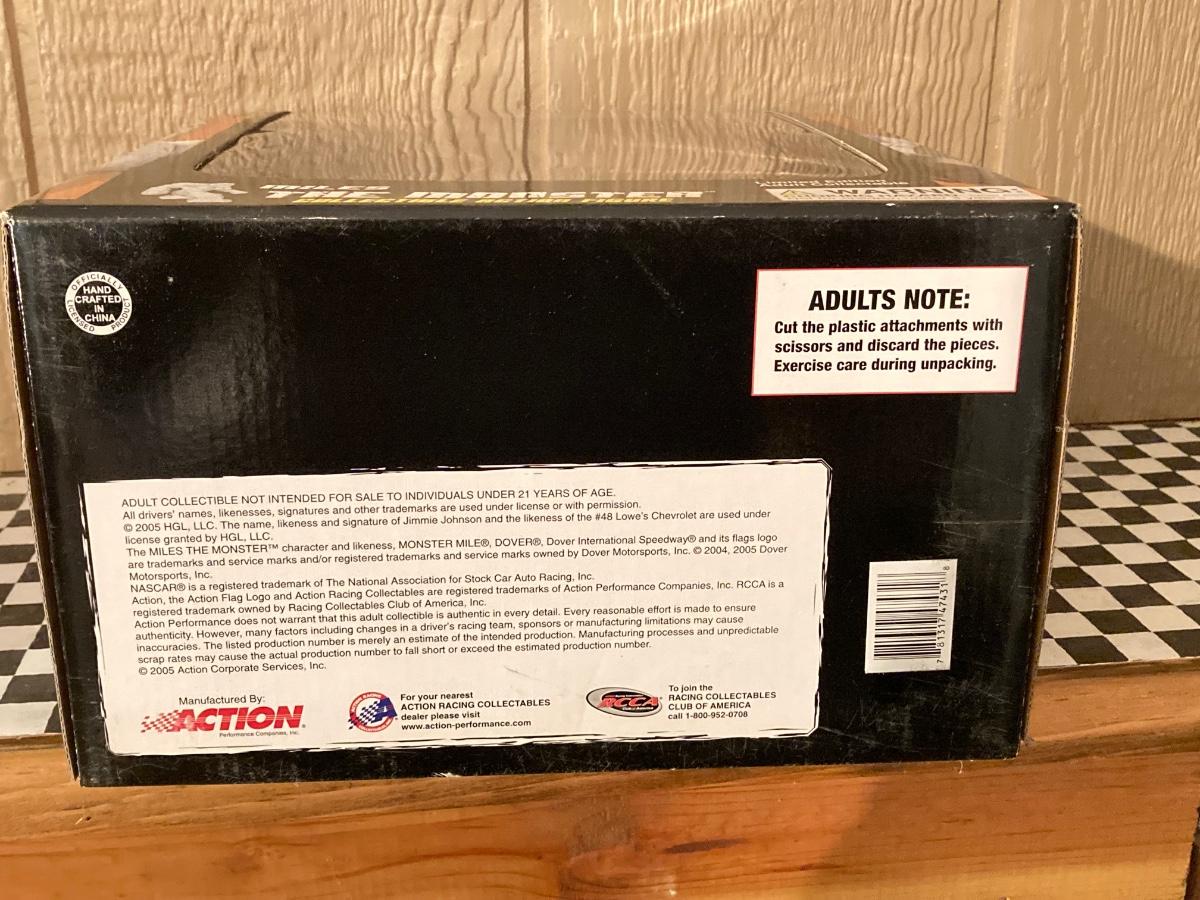 MILES
THE MONSTER™
COLLECTIBLE RESIN FIGURE
WARNING:
OFFICIALLY LICENSED PRODUCT
HAND
CRAFTED
IN
CHINA
ADULTS NOTE:
Cut the plastic attachments with
scissors and discard the pieces.
Exercise care during unpacking.
ADULT COLLECTIBLE NOT INTENDED FOR SALE TO INDIVIDUALS UNDER 21 YEARS OF AGE.
All drivers' names, likenesses, signatures and other trademarks are used under license or with permission.
© 2005 HGL, LLC. The name, likeness and signature of Jimmie Johnson and the likeness of the #48 Lowe's Chevrolet are used under
license granted by HGL, LLC.
The MILES THE MONSTER™ character and likeness, MONSTER MILE®, DOVER®, Dover International Speedway® and its flags logo
are trademarks and service marks and/or registered trademarks and service marks owned by Dover Motorsports, Inc. © 2004, 2005 Dover
Motorsports, Inc.
NASCAR® is a registered trademark of The National Association for Stock Car Auto Racing, Inc.
Action, the Action Flag Logo and Action Racing Collectables are registered trademarks of Action Performance Companies, Inc. RCCA is a
registered trademark owned by Racing Collectables Club of America, Inc.
Action Performance does not warrant that this adult collectible is authentic in every detail. Every reasonable effort is made to ensure
authenticity. However, many factors including changes in a driver's racing team, sponsors or manufacturing limitations may cause
inaccuracies. The listed production number is merely an estimate of the intended production. Manufacturing processes and unpredictable
scrap rates may cause the actual production number to fall short or exceed the estimated production number.
© 2005 Action Corporate Services, Inc.
Manufactured By:
ACTION
Performance Companies, Inc.
For your nearest
ACTION RACING COLLECTABLES
dealer please visit
www.action-performance.com
RCCA
To join the
RACING COLLECTABLES
CLUB OF AMERICA
call 1-800-952-0708
7 81317 47431 8